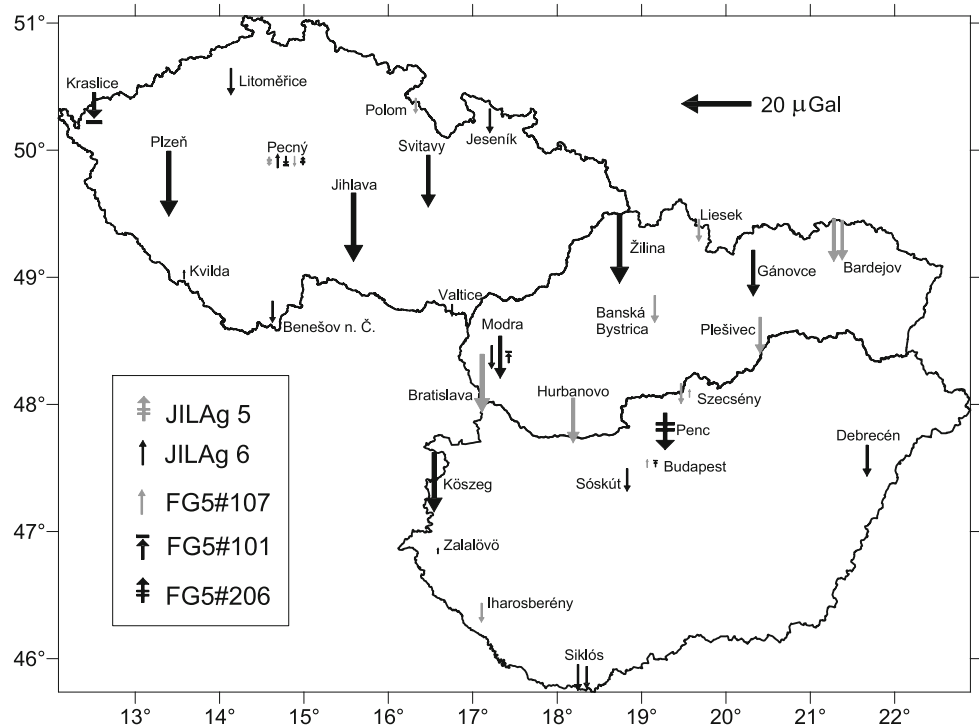 51°
50°
49°
48°
47°
46°
13°
14°
15°
16°
17°
18°
19°
20°
21°
22°
20 µGal
Kraslice
Litoměřice
Polom
Jeseník
Plzeň
Pecný
Svitavy
Jihlava
Kvilda
Benešov n. Č.
Valtice
Žilina
Liesek
Gánovce
Bardejov
Banská
Bystrica
Plešivec
Modra
Bratislava
Hurbanovo
Szecsény
Penc
Budapest
Debrecén
Sóskút
Köszeg
Zalalövö
Iharosberény
Siklós
JILAg 5
JILAg 6
FG5#107
FG5#101
FG5#206